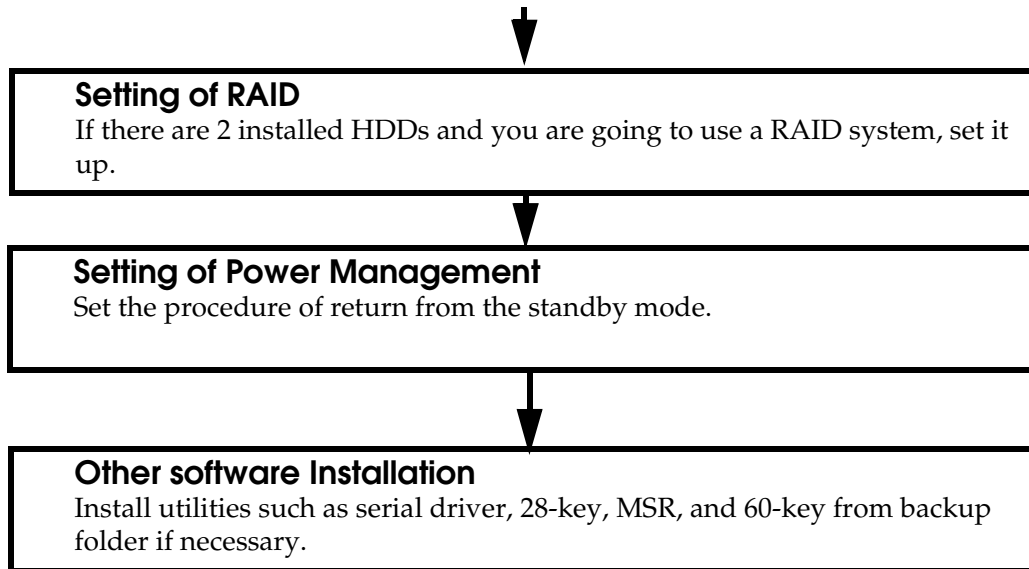 Setting of RAID
If there are 2 installed HDDs and you are going to use a RAID system, set it
up.
Setting of Power Management
Set the procedure of return from the standby mode.
Other software Installation
Install utilities such as serial driver, 28-key, MSR, and 60-key from backup
folder if necessary.